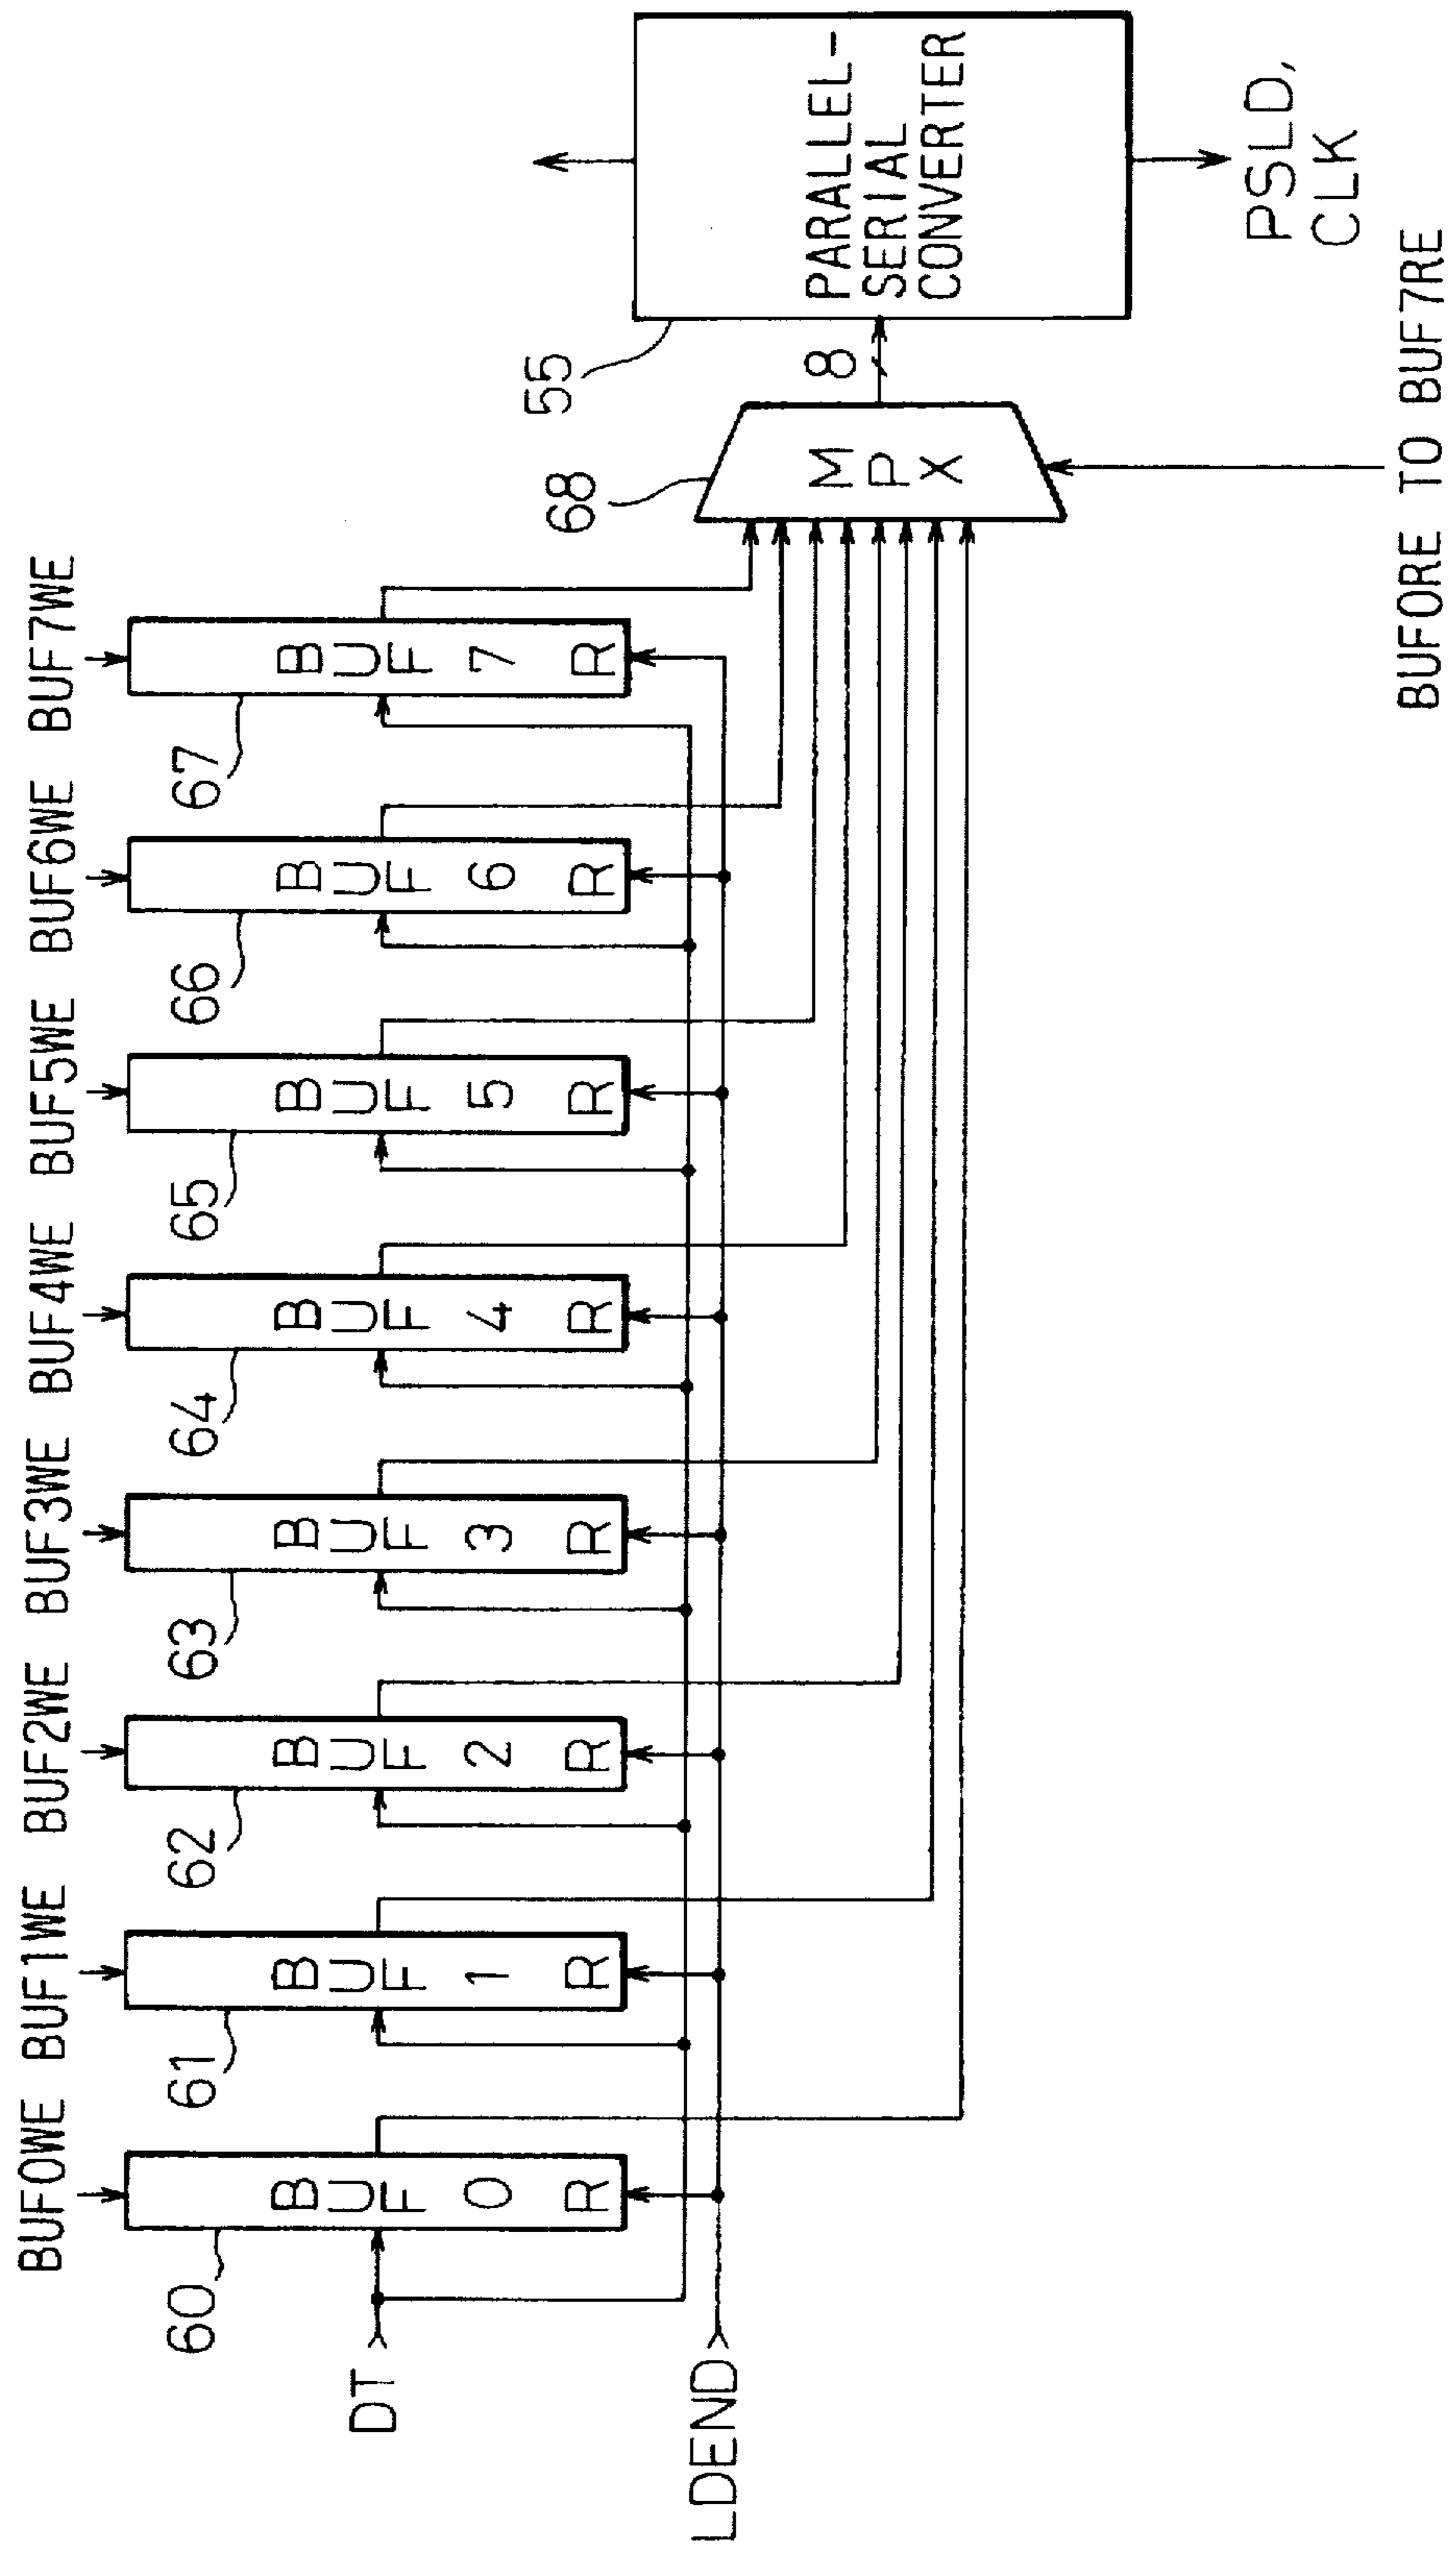 BUF0WE BUF1WE BUF2WE BUF3WE BUF4WE BUF5WE BUF6WE BUF7WE
60
61
62
63
64
65
66
67
BUF 0 R
BUF 1 R
BUF 2 R
BUF 3 R
BUF 4 R
BUF 5 R
BUF 6 R
BUF 7 R
DT
LDEND
68
MPX
8
55
PARALLEL-
SERIAL
CONVERTER
PSLD,
CLK
BUF0RE TO BUF7RE